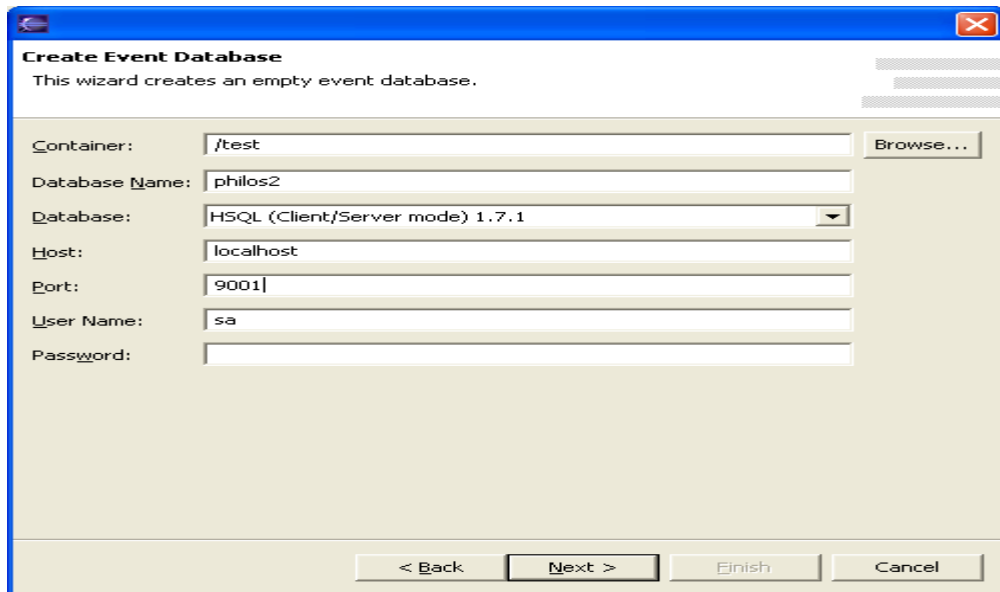 Create Event Database
This wizard creates an empty event database.
Container: /test Browse...
Database Name: philos2
Database: HSQL (Client/Server mode) 1.7.1
Host: localhost
Port: 9001
User Name: sa
Password:
< Back Next > Finish Cancel